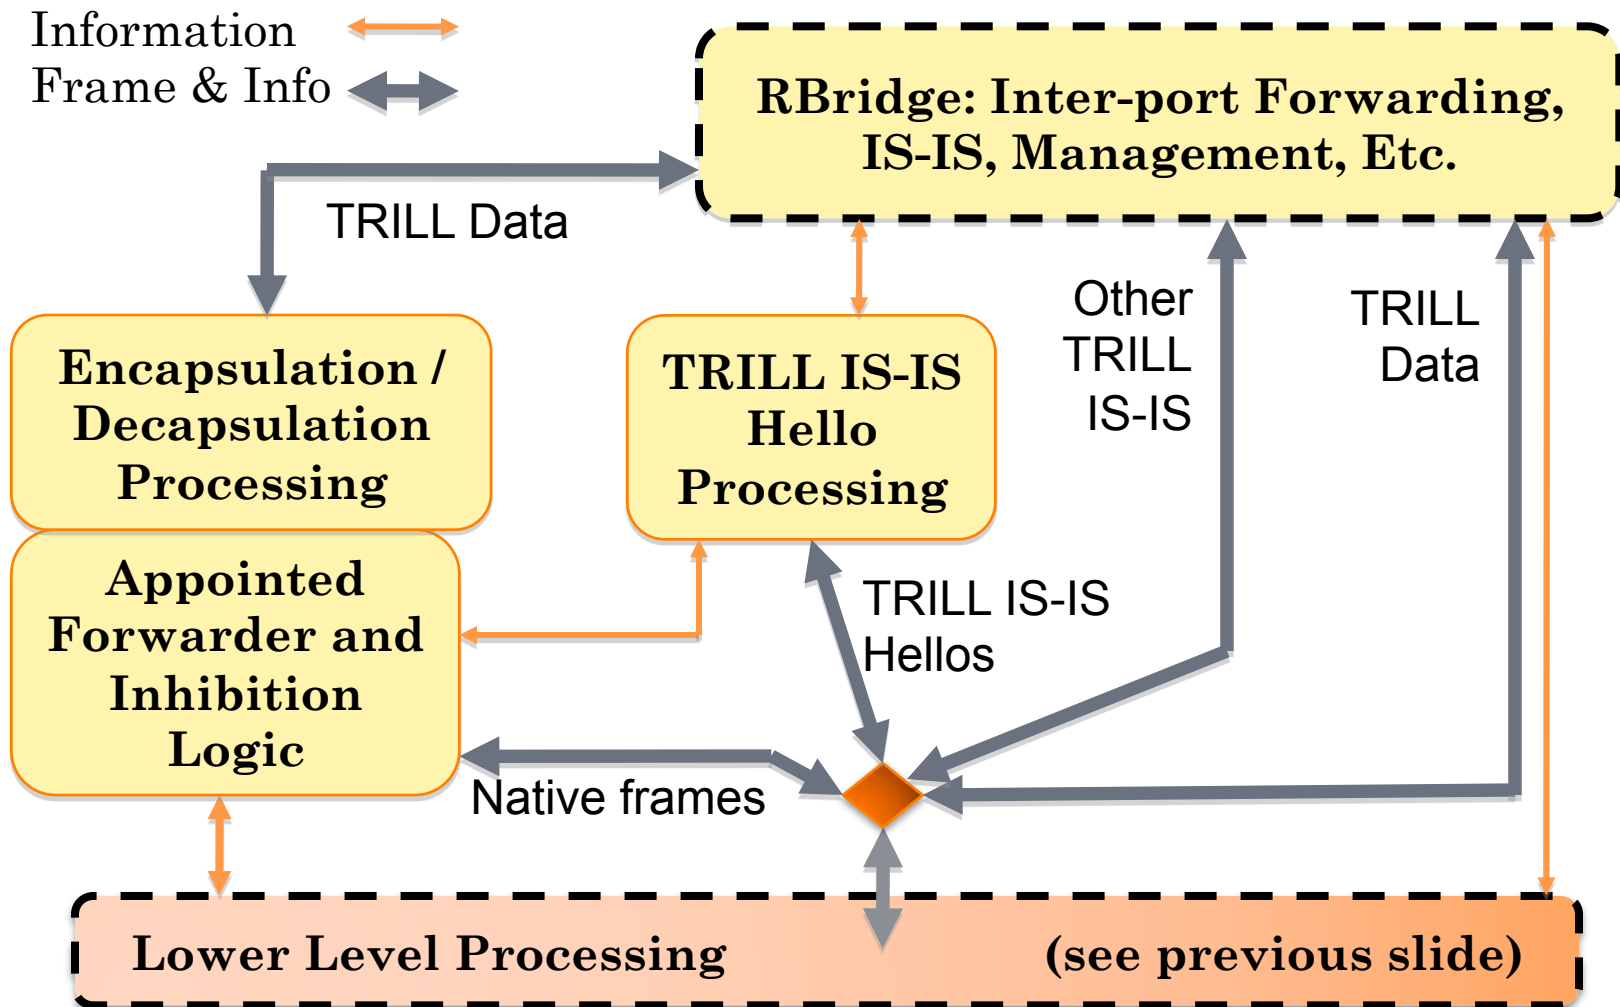 Information
Frame & Info
RBridge: Inter-port Forwarding,
IS-IS, Management, Etc.
TRILL Data
Other
TRILL
IS-IS
TRILL
Data
Encapsulation /
Decapsulation
Processing
TRILL IS-IS
Hello
Processing
Appointed
Forwarder and
Inhibition
Logic
TRILL IS-IS
Hellos
Native frames
Lower Level Processing (see previous slide)